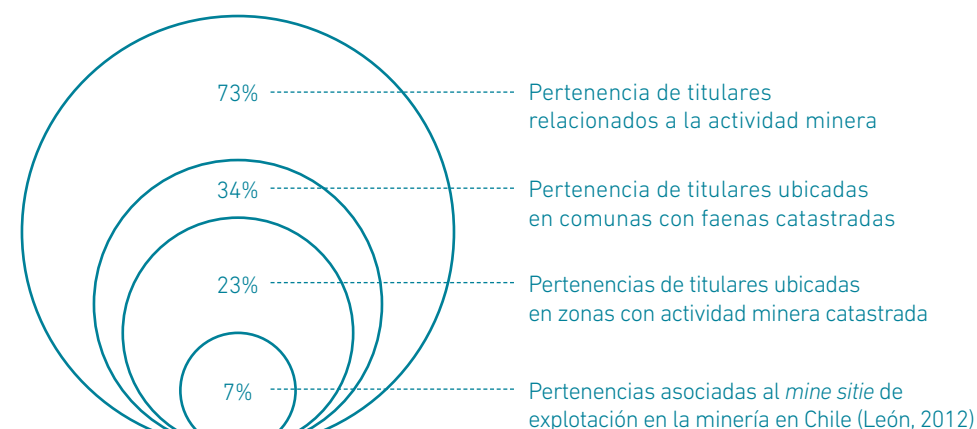 73%
Pertenencia de titulares
relacionados a la actividad minera
34%
Pertenencia de titulares ubicadas
en comunas con faenas catastradas
23%
Pertenencias de titulares ubicadas
en zonas con actividad minera catastrada
7%
Pertenencias asociadas al mine sitie de
explotación en la minería en Chile (León, 2012)